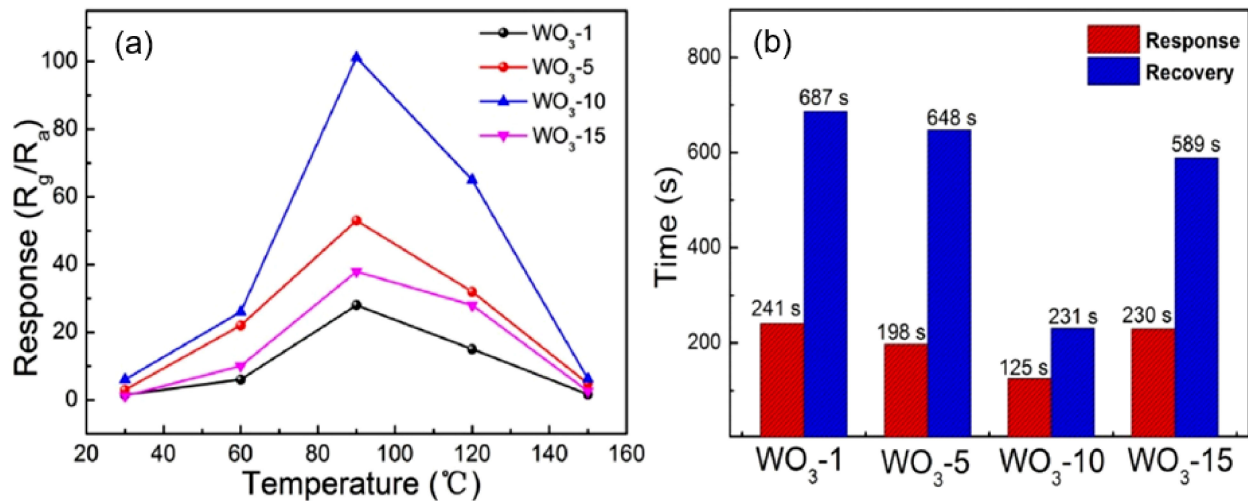 (a)
WO₃-1
WO₃-5
WO₃-10
WO₃-15
Response (Rg/Ra)
100
80
60
40
20
0
20 40 60 80 100 120 140 160
Temperature (℃)
(b)
Response
Recovery
Time (s)
800
600
400
200
241 s
687 s
198 s
648 s
125 s
231 s
230 s
589 s
WO₃-1 WO₃-5 WO₃-10 WO₃-15